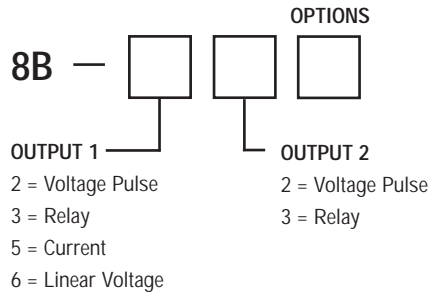 OPTIONS
8B —
OUTPUT 1
2 = Voltage Pulse
3 = Relay
5 = Current
6 = Linear Voltage
OUTPUT 2
2 = Voltage Pulse
3 = Relay